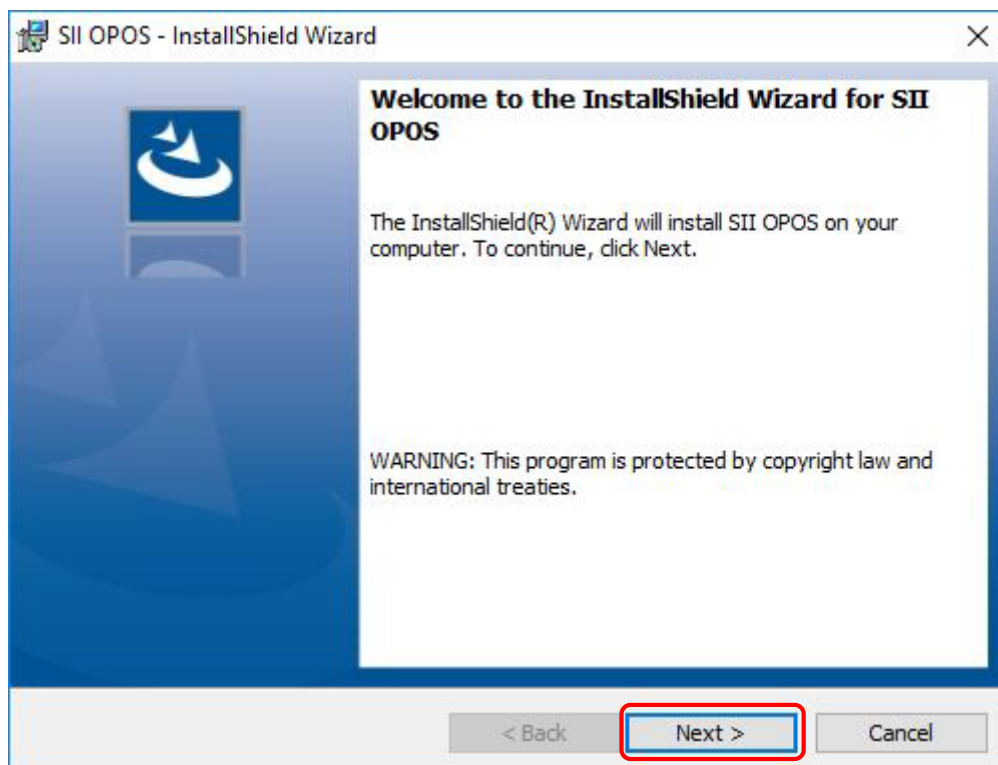 SII OPOS - InstallShield Wizard
Welcome to the InstallShield Wizard for SII
OPOS
The InstallShield(R) Wizard will install SII OPOS on your
computer. To continue, click Next.
WARNING: This program is protected by copyright law and
international treaties.
< Back
Next >
Cancel